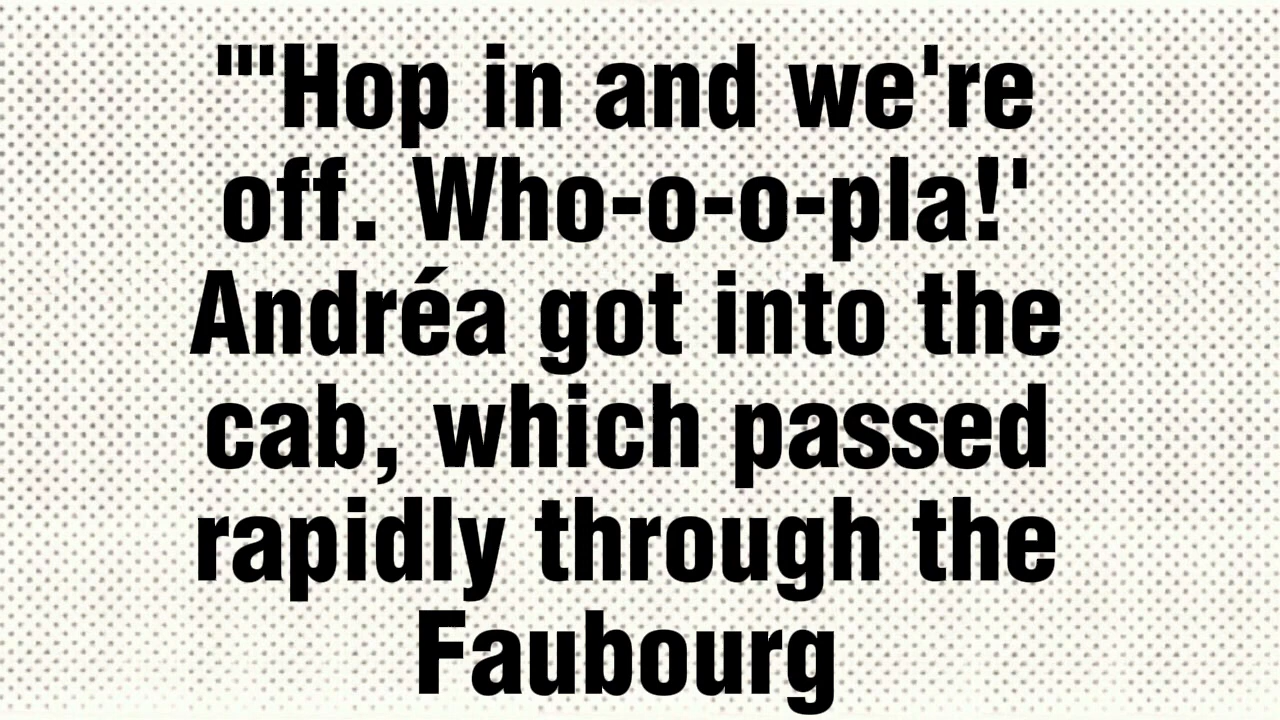 "'Hop in and we're
off. Who-o-o-pla!'
Andréa got into the
cab, which passed
rapidly through the
Faubourg